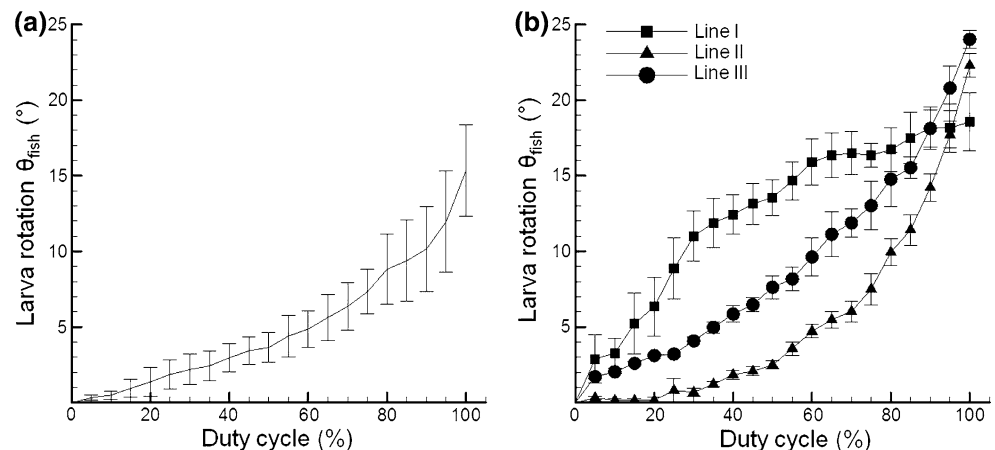 (a)
25
20
15
10
5
0
20
40
60
80
100
Larva rotation θfish (°)
Duty cycle (%)
(b)
25
20
15
10
5
0
20
40
60
80
100
Larva rotation θfish (°)
Duty cycle (%)
Line I
Line II
Line III